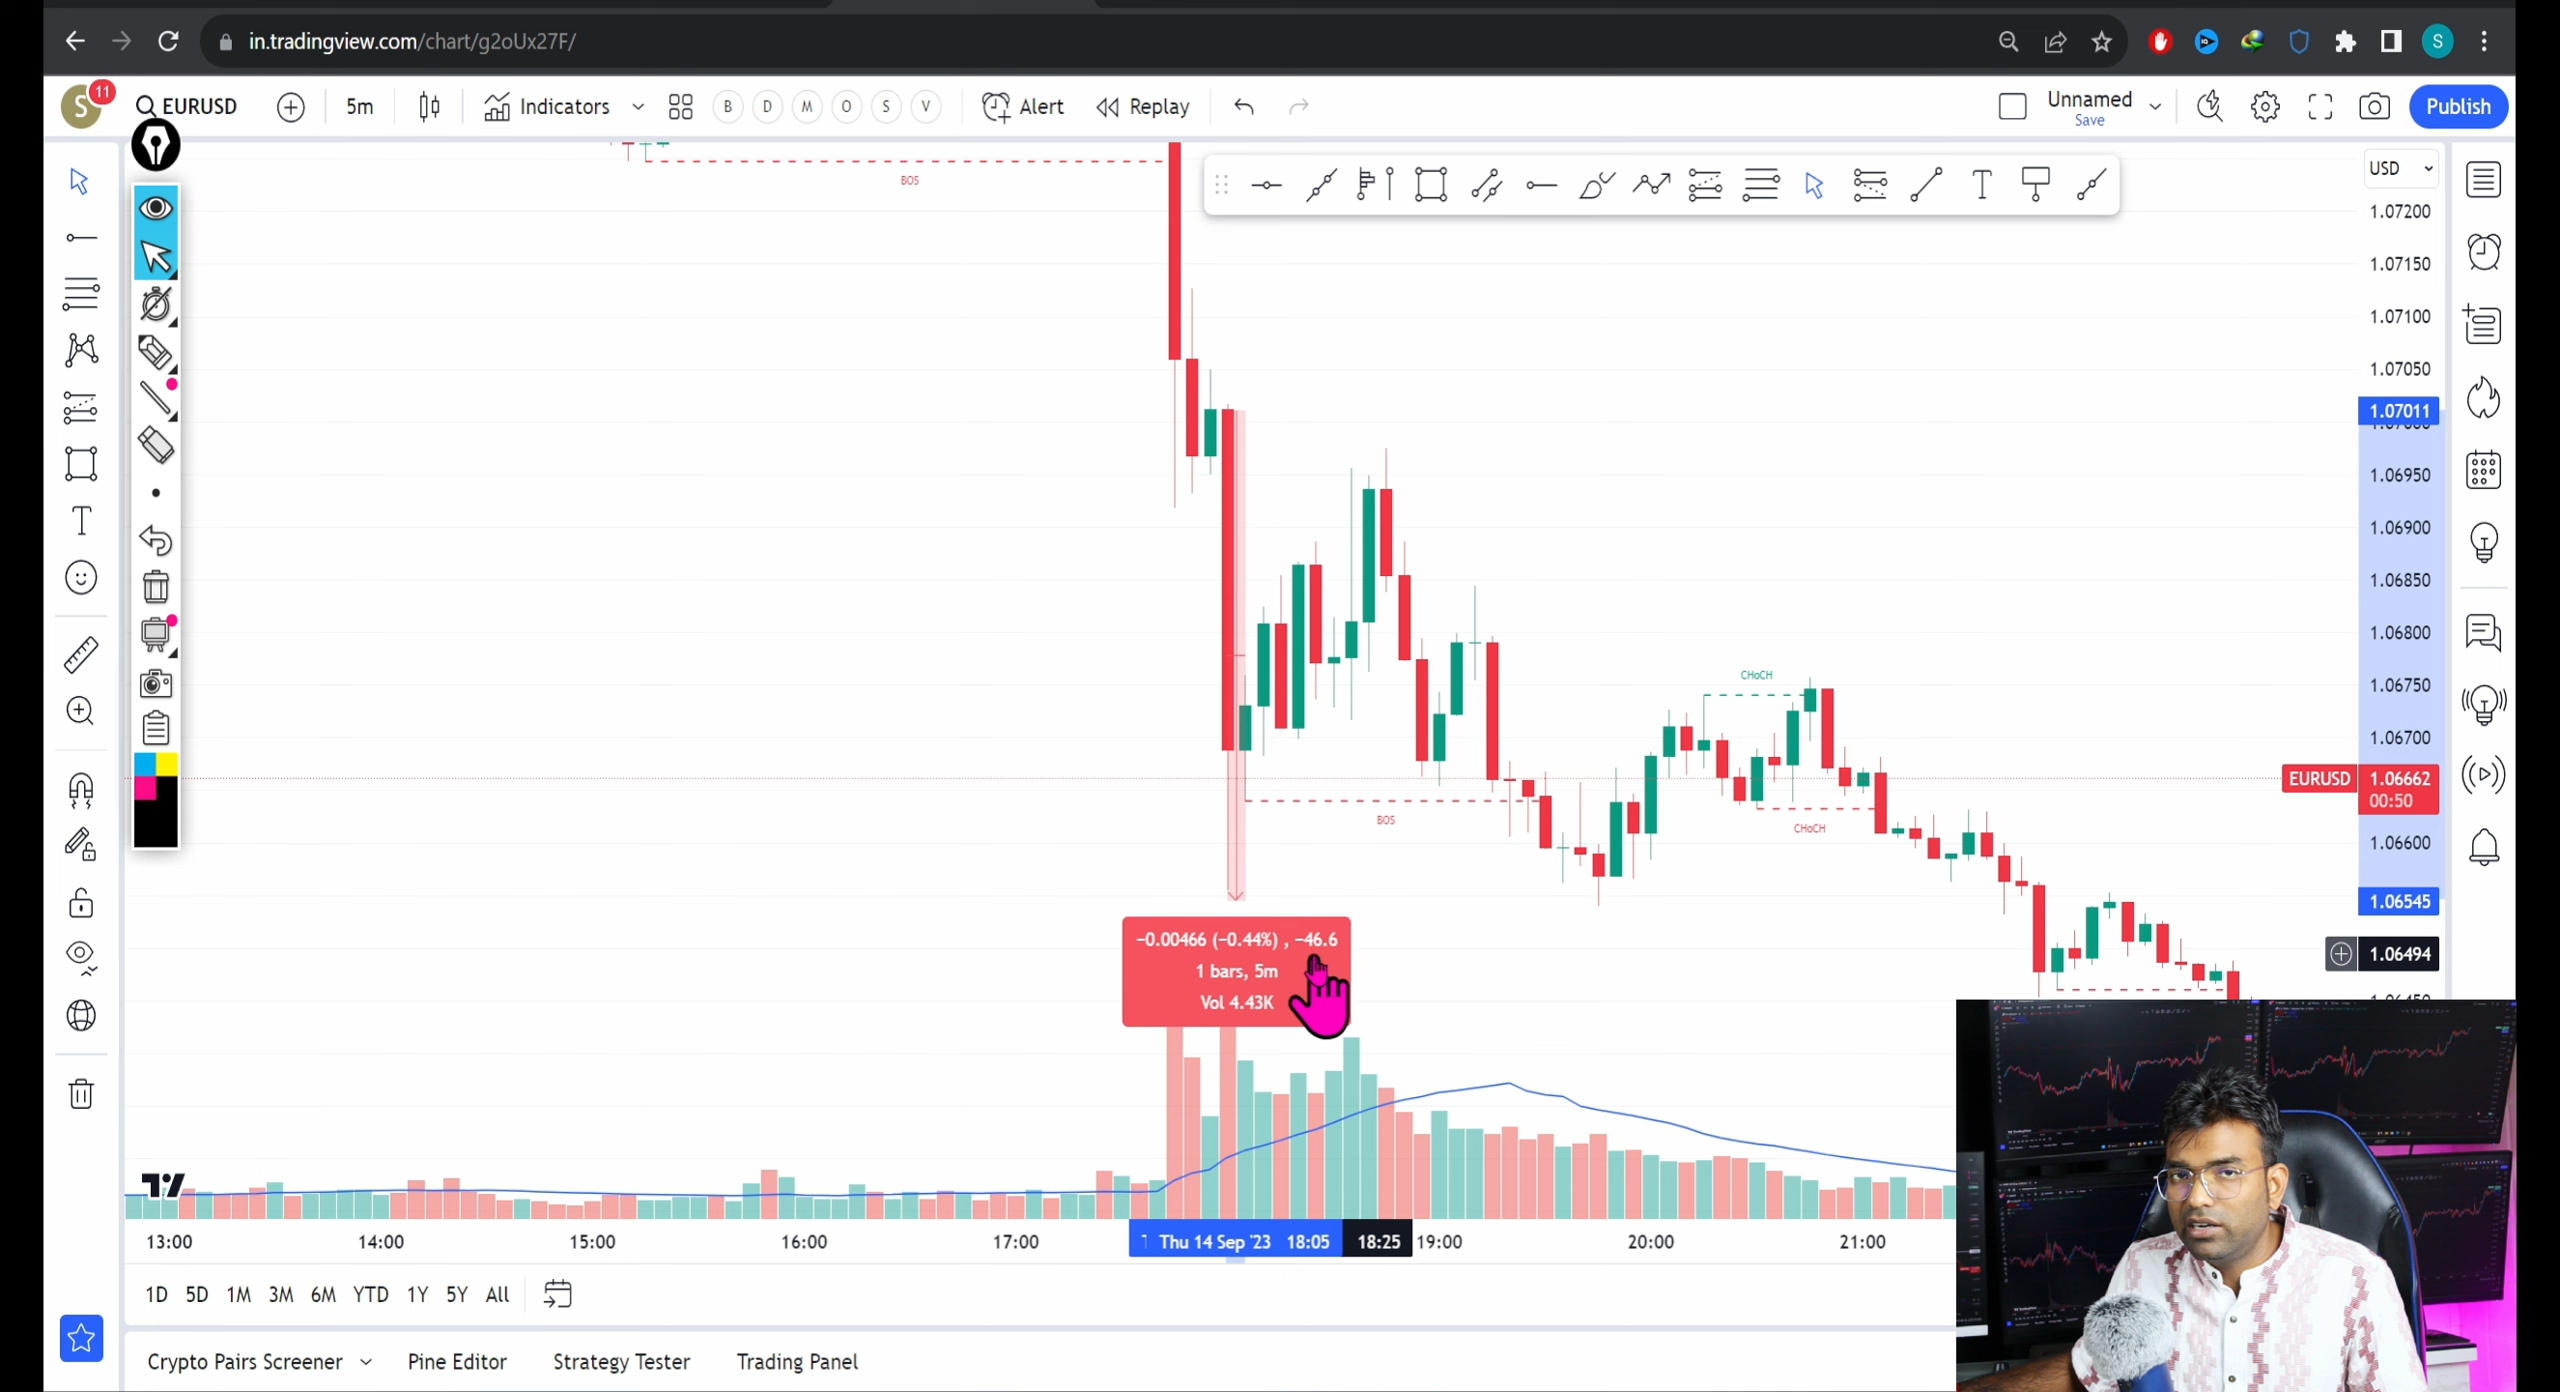 in.tradingview.com/chart/g2oUx27F/
S
S
11
EURUSD
5m
Indicators
B
D
M
O
S
V
Alert
Replay
Unnamed
Save
Publish
USD
BOS
1.07200
1.07150
1.07100
1.07050
1.07011
1.06950
1.06900
1.06850
1.06800
CHoCH
1.06750
1.06700
EURUSD
1.06662
00:50
BOS
CHoCH
1.06600
1.06545
−0.00466 (−0.44%) , −46.6
1 bars, 5m
Vol 4.43K
1.06494
13:00
14:00
15:00
16:00
17:00
Thu 14 Sep '23 18:05
18:25
19:00
20:00
21:00
1D 5D 1M 3M 6M YTD 1Y 5Y All
Crypto Pairs Screener
Pine Editor
Strategy Tester
Trading Panel